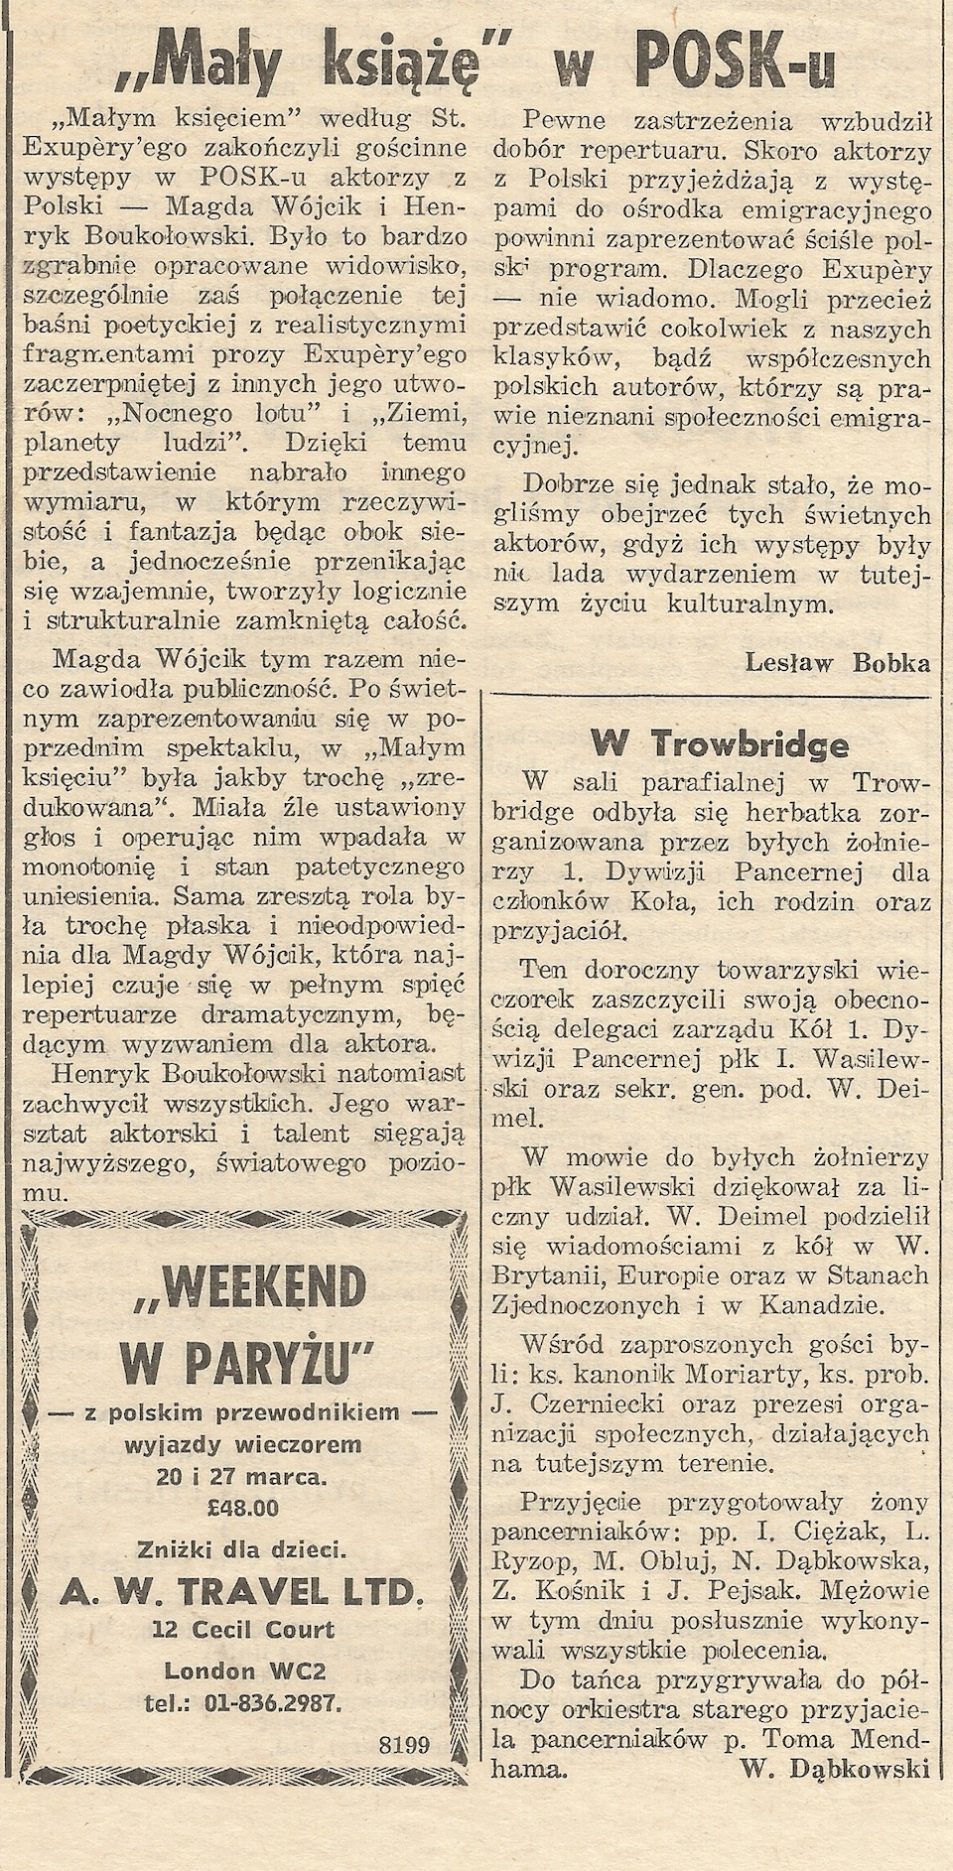 „Mały książę” w POSK-u
„Małym księciem” według St.
Exupèry’ego zakończyli gościnne
występy w POSK-u aktorzy z
Polski — Magda Wójcik i Hen-
ryk Boukołowski. Było to bardzo
zgrabnie opracowane widowisko,
szczególnie zaś połączenie tej
baśni poetyckiej z realistycznymi
fragmentami prozy Exupèry’ego
zaczerpniętej z innych jego utwo-
rów: „Nocnego lotu” i „Ziemi,
planety ludzi”. Dzięki temu
przedstawienie nabrało innego
wymiaru, w którym rzeczywi-
stość i fantazja będąc obok sie-
bie, a jednocześnie przenikając
się wzajemnie, tworzyły logicznie
i strukturalnie zamkniętą całość.
Magda Wójcik tym razem nie-
co zawiodła publiczność. Po świet-
nym zaprezentowaniu się w po-
przednim spektaklu, w „Małym
księciu” była jakby trochę „zre-
dukowana”. Miała źle ustawiony
głos i operując nim wpadała w
monotonię i stan patetycznego
uniesienia. Sama zresztą rola by-
ła trochę płaska i nieodpowied-
nia dla Magdy Wójcik, która naj-
lepiej czuje się w pełnym spięć
repertuarze dramatycznym, bę-
dącym wyzwaniem dla aktora.
Henryk Boukołowski natomiast
zachwycił wszystkich. Jego war-
sztat aktorski i talent sięgają
najwyższego, światowego pozio-
mu.
„WEEKEND
W PARYŻU”
— z polskim przewodnikiem —
wyjazdy wieczorem
20 i 27 marca.
£48.00
Zniżki dla dzieci.
A. W. TRAVEL LTD.
12 Cecil Court
London WC2
tel.: 01-836.2987.
8199
Pewne zastrzeżenia wzbudził
dobór repertuaru. Skoro aktorzy
z Polski przyjeżdżają z wystę-
pami do ośrodka emigracyjnego
powinni zaprezentować ściśle pol-
ski program. Dlaczego Exupèry
— nie wiadomo. Mogli przecież
przedstawić cokolwiek z naszych
klasyków, bądź współczesnych
polskich autorów, którzy są pra-
wie nieznani społeczności emigra-
cyjnej.
Dobrze się jednak stało, że mo-
gliśmy obejrzeć tych świetnych
aktorów, gdyż ich występy były
nie lada wydarzeniem w tutej-
szym życiu kulturalnym.
Lesław Bobka
W Trowbridge
W sali parafialnej w Trow-
bridge odbyła się herbatka zor-
ganizowana przez byłych żołnie-
rzy 1. Dywizji Pancernej dla
członków Koła, ich rodzin oraz
przyjaciół.
Ten doroczny towarzyski wie-
czorek zaszczycili swoją obecno-
ścią delegaci zarządu Kół 1. Dy-
wizji Pancernej płk I. Wasilew-
ski oraz sekr. gen. pod. W. Dei-
mel.
W mowie do byłych żołnierzy
płk Wasilewski dziękował za li-
czny udział. W. Deimel podzielił
się wiadomościami z kół w W.
Brytanii, Europie oraz w Stanach
Zjednoczonych i w Kanadzie.
Wśród zaproszonych gości by-
li: ks. kanonik Moriarty, ks. prob.
J. Czerniecki oraz prezesi orga-
nizacji społecznych, działających
na tutejszym terenie.
Przyjęcie przygotowały żony
pancerniaków: pp. I. Ciężak, L.
Ryzop, M. Obluj, N. Dąbkowska,
Z. Kośnik i J. Pejsak. Mężowie
w tym dniu posłusznie wykony-
wali wszystkie polecenia.
Do tańca przygrywała do pół-
nocy orkiestra starego przyjacie-
la pancerniaków p. Toma Mend-
hama. W. Dąbkowski